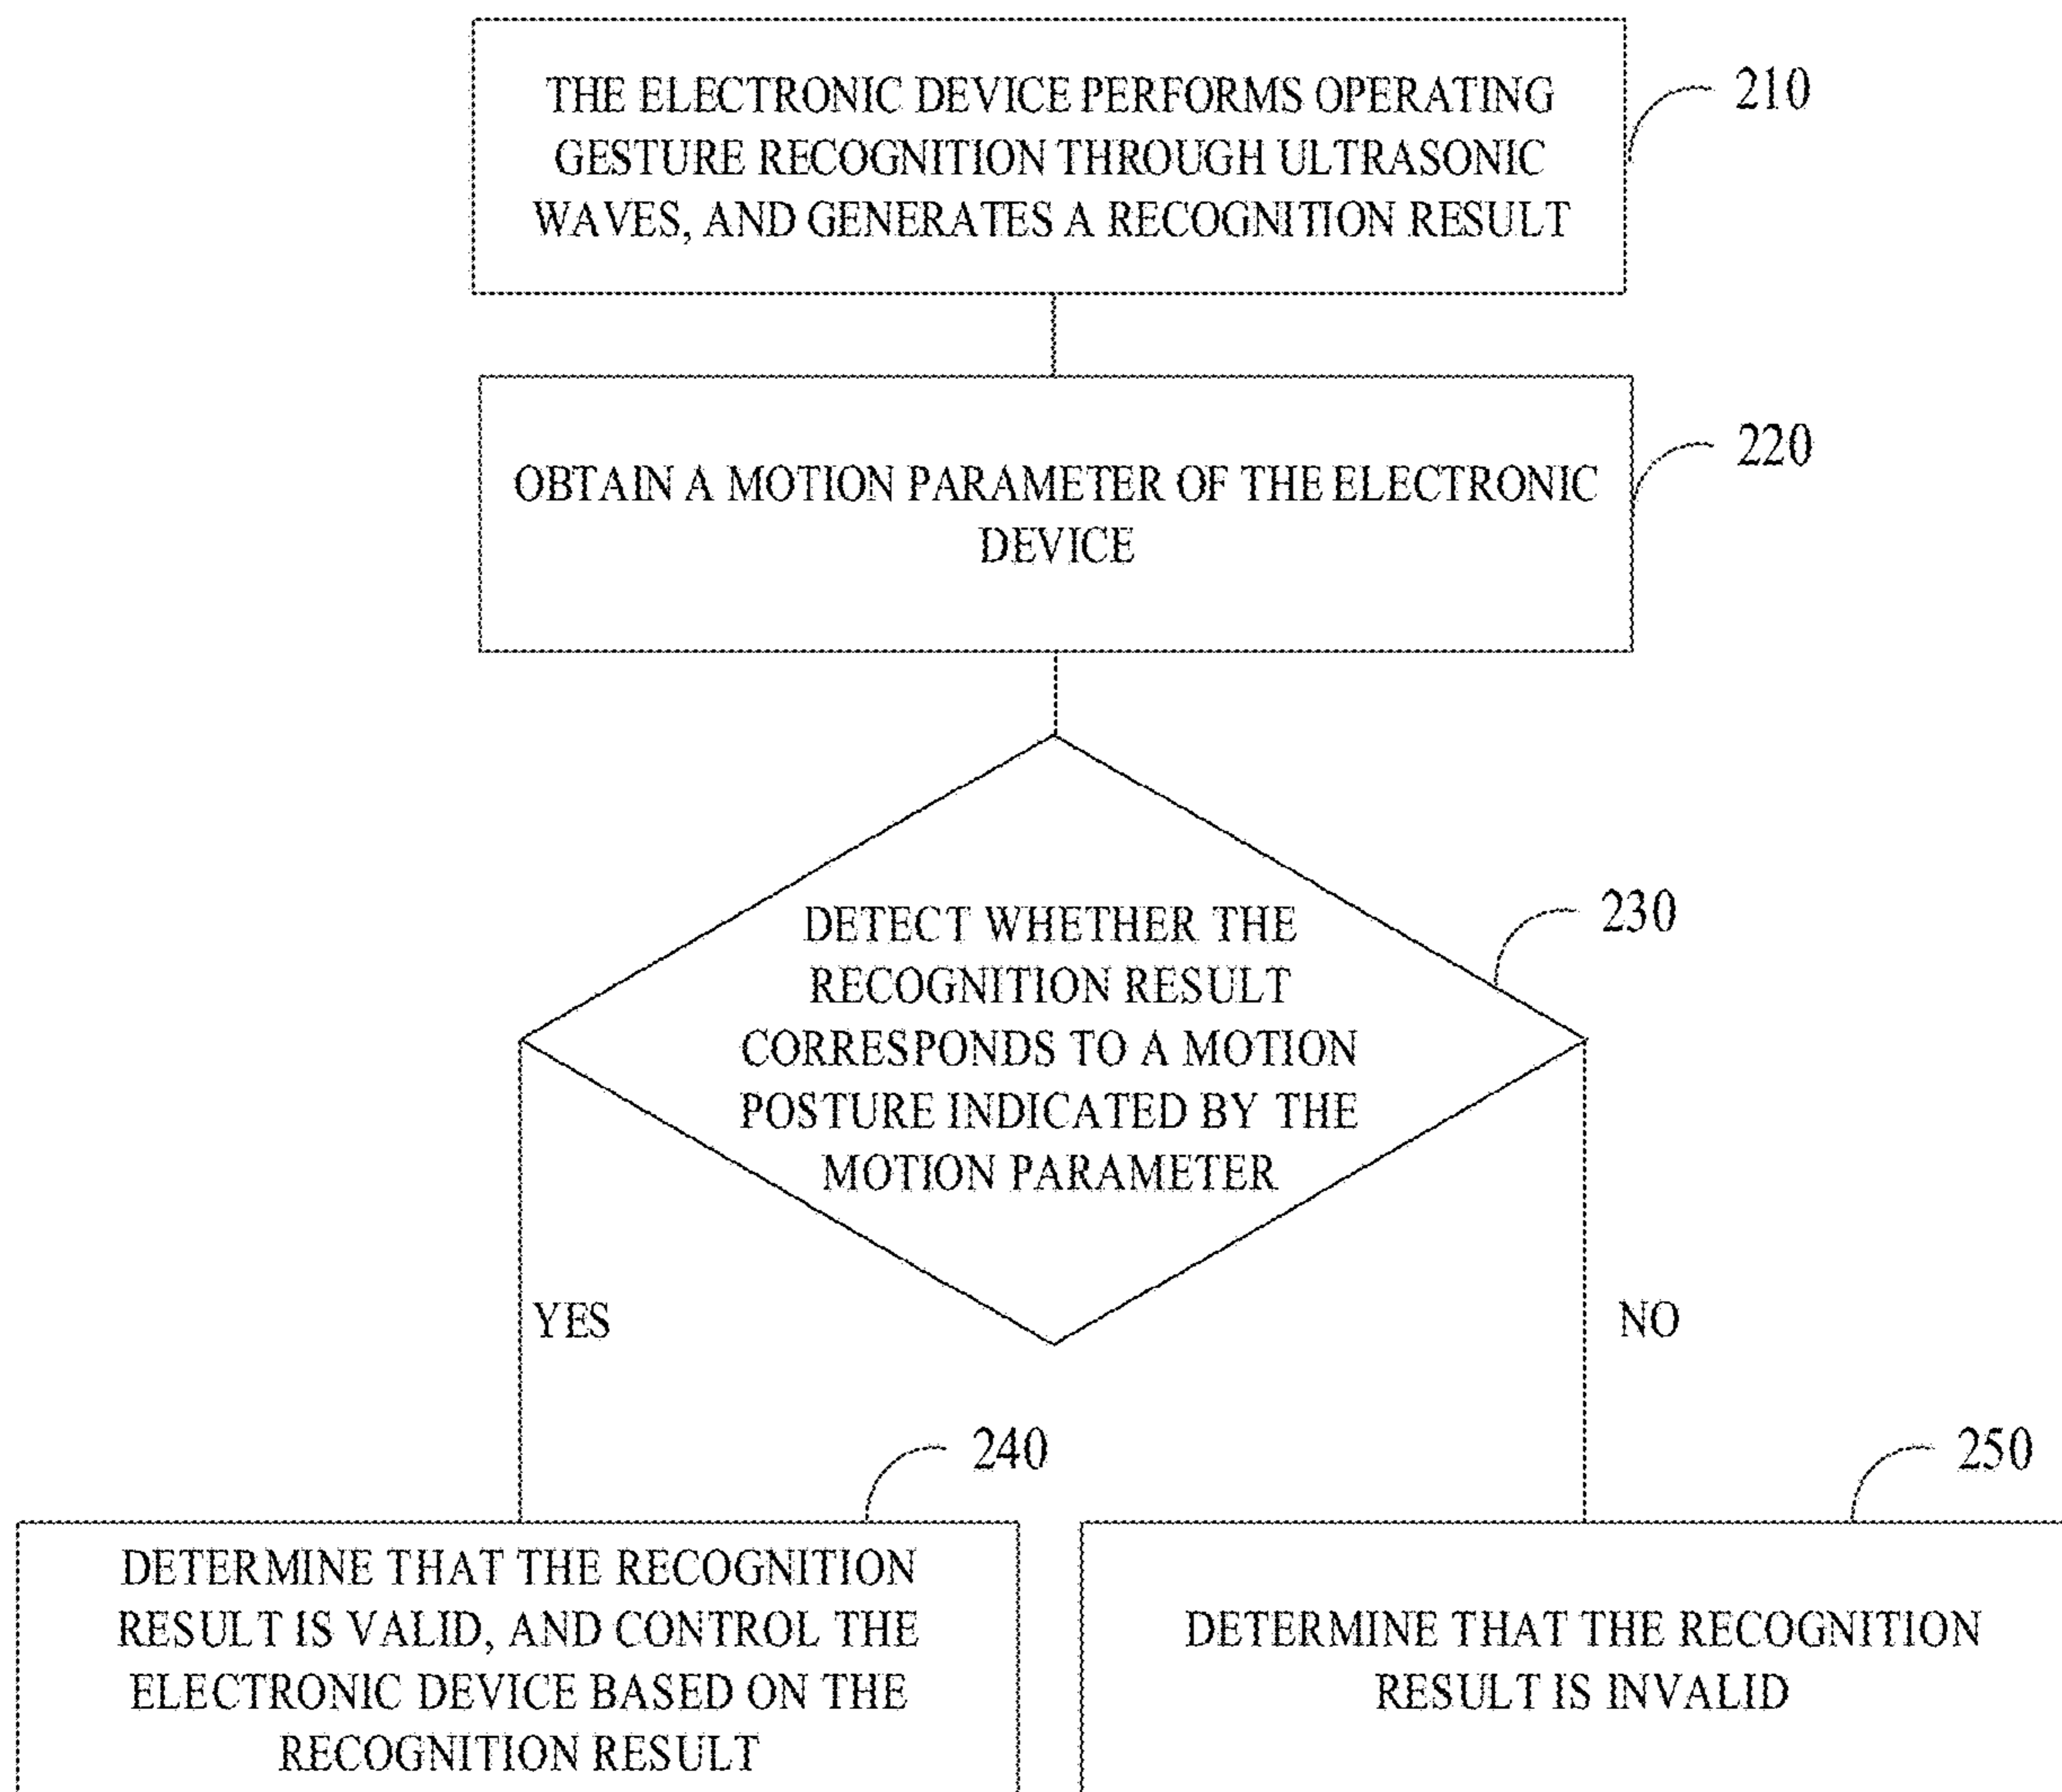 THE ELECTRONIC DEVICE PERFORMS OPERATING
GESTURE RECOGNITION THROUGH ULTRASONIC
WAVES, AND GENERATES A RECOGNITION RESULT
210
OBTAIN A MOTION PARAMETER OF THE ELECTRONIC
DEVICE
220
DETECT WHETHER THE
RECOGNITION RESULT
CORRESPONDS TO A MOTION
POSTURE INDICATED BY THE
MOTION PARAMETER
230
YES
NO
240
250
DETERMINE THAT THE RECOGNITION
RESULT IS VALID, AND CONTROL THE
ELECTRONIC DEVICE BASED ON THE
RECOGNITION RESULT
DETERMINE THAT THE RECOGNITION
RESULT IS INVALID